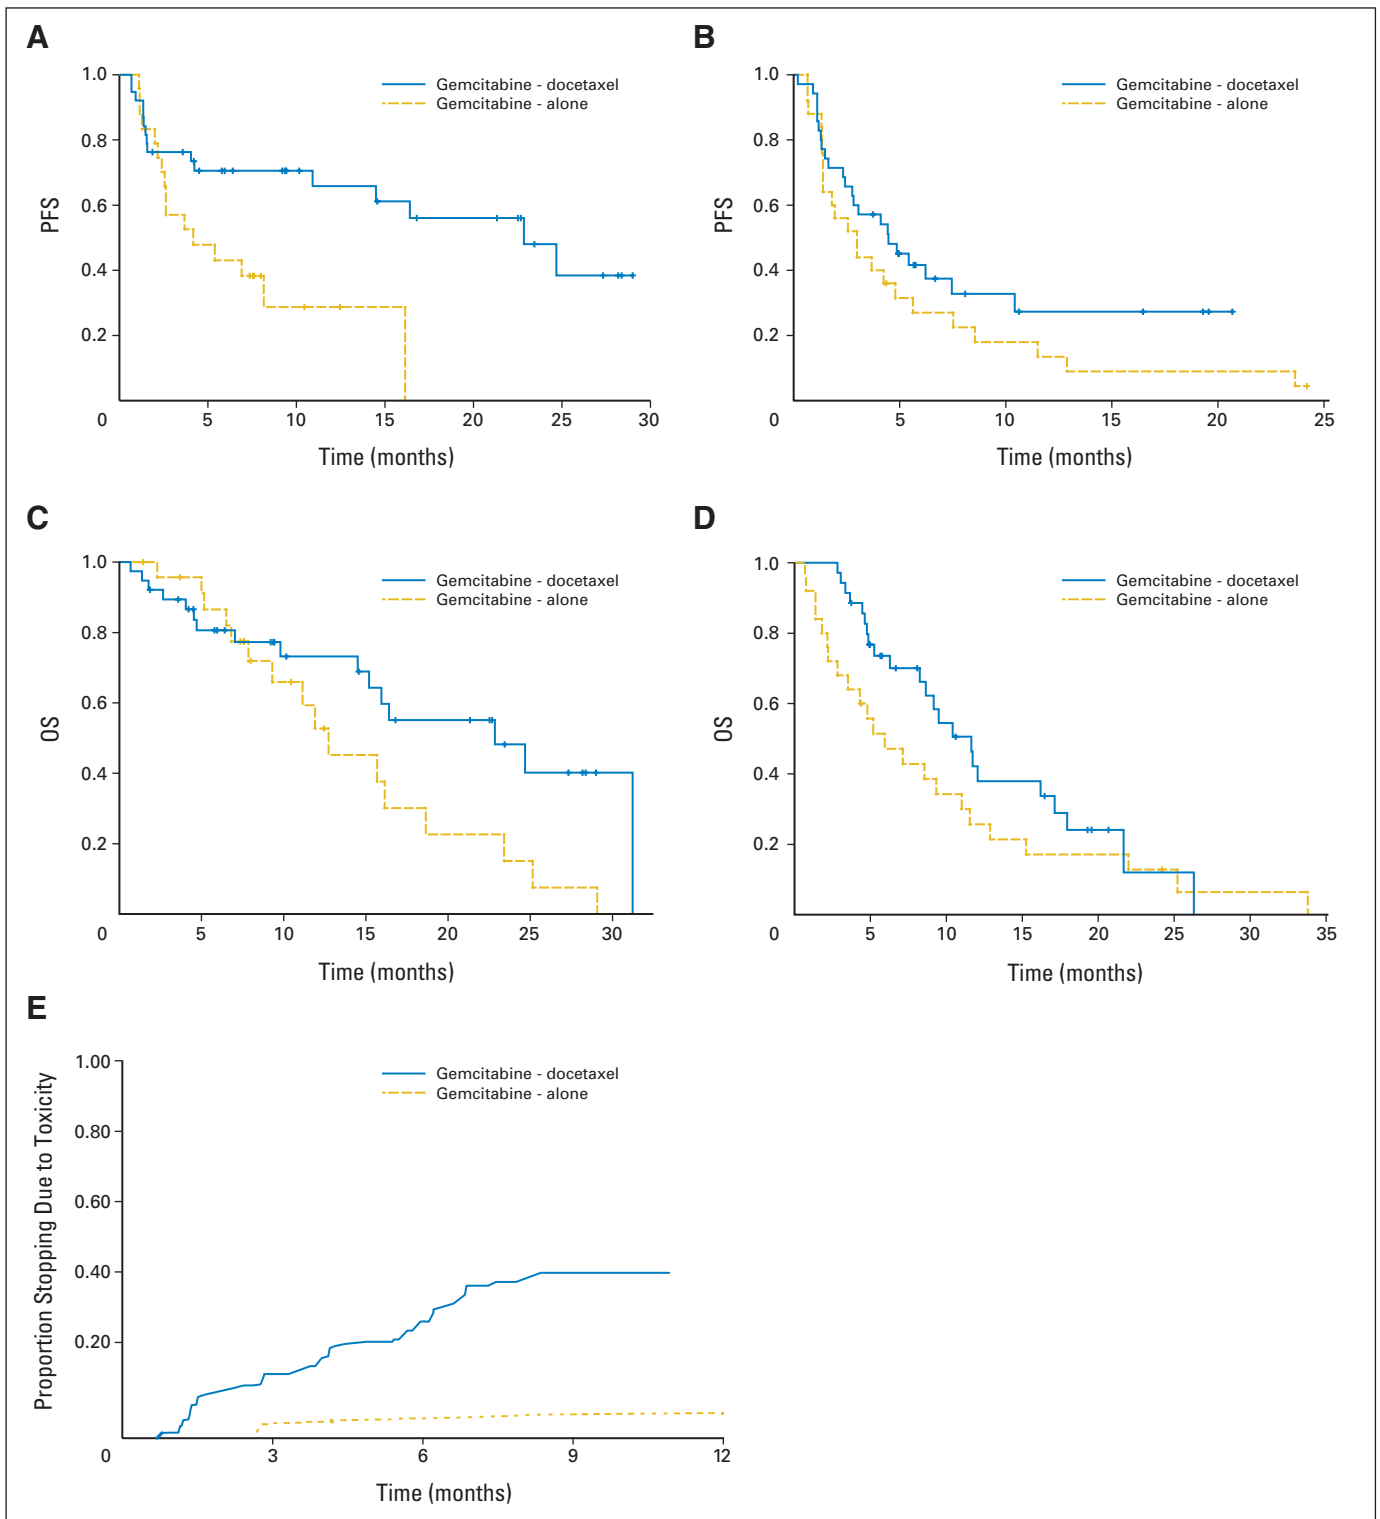 A
PFS
1.0
0.8
0.6
0.4
0.2
Gemcitabine - docetaxel
Gemcitabine - alone
0 5 10 15 20 25 30
Time (months)
B
PFS
1.0
0.8
0.6
0.4
0.2
Gemcitabine - docetaxel
Gemcitabine - alone
0 5 10 15 20 25
Time (months)
C
OS
1.0
0.8
0.6
0.4
0.2
Gemcitabine - docetaxel
Gemcitabine - alone
0 5 10 15 20 25 30
Time (months)
D
OS
1.0
0.8
0.6
0.4
0.2
Gemcitabine - docetaxel
Gemcitabine - alone
0 5 10 15 20 25 30 35
Time (months)
E
Proportion Stopping Due to Toxicity
1.00
0.80
0.60
0.40
0.20
Gemcitabine - docetaxel
Gemcitabine - alone
0 3 6 9 12
Time (months)